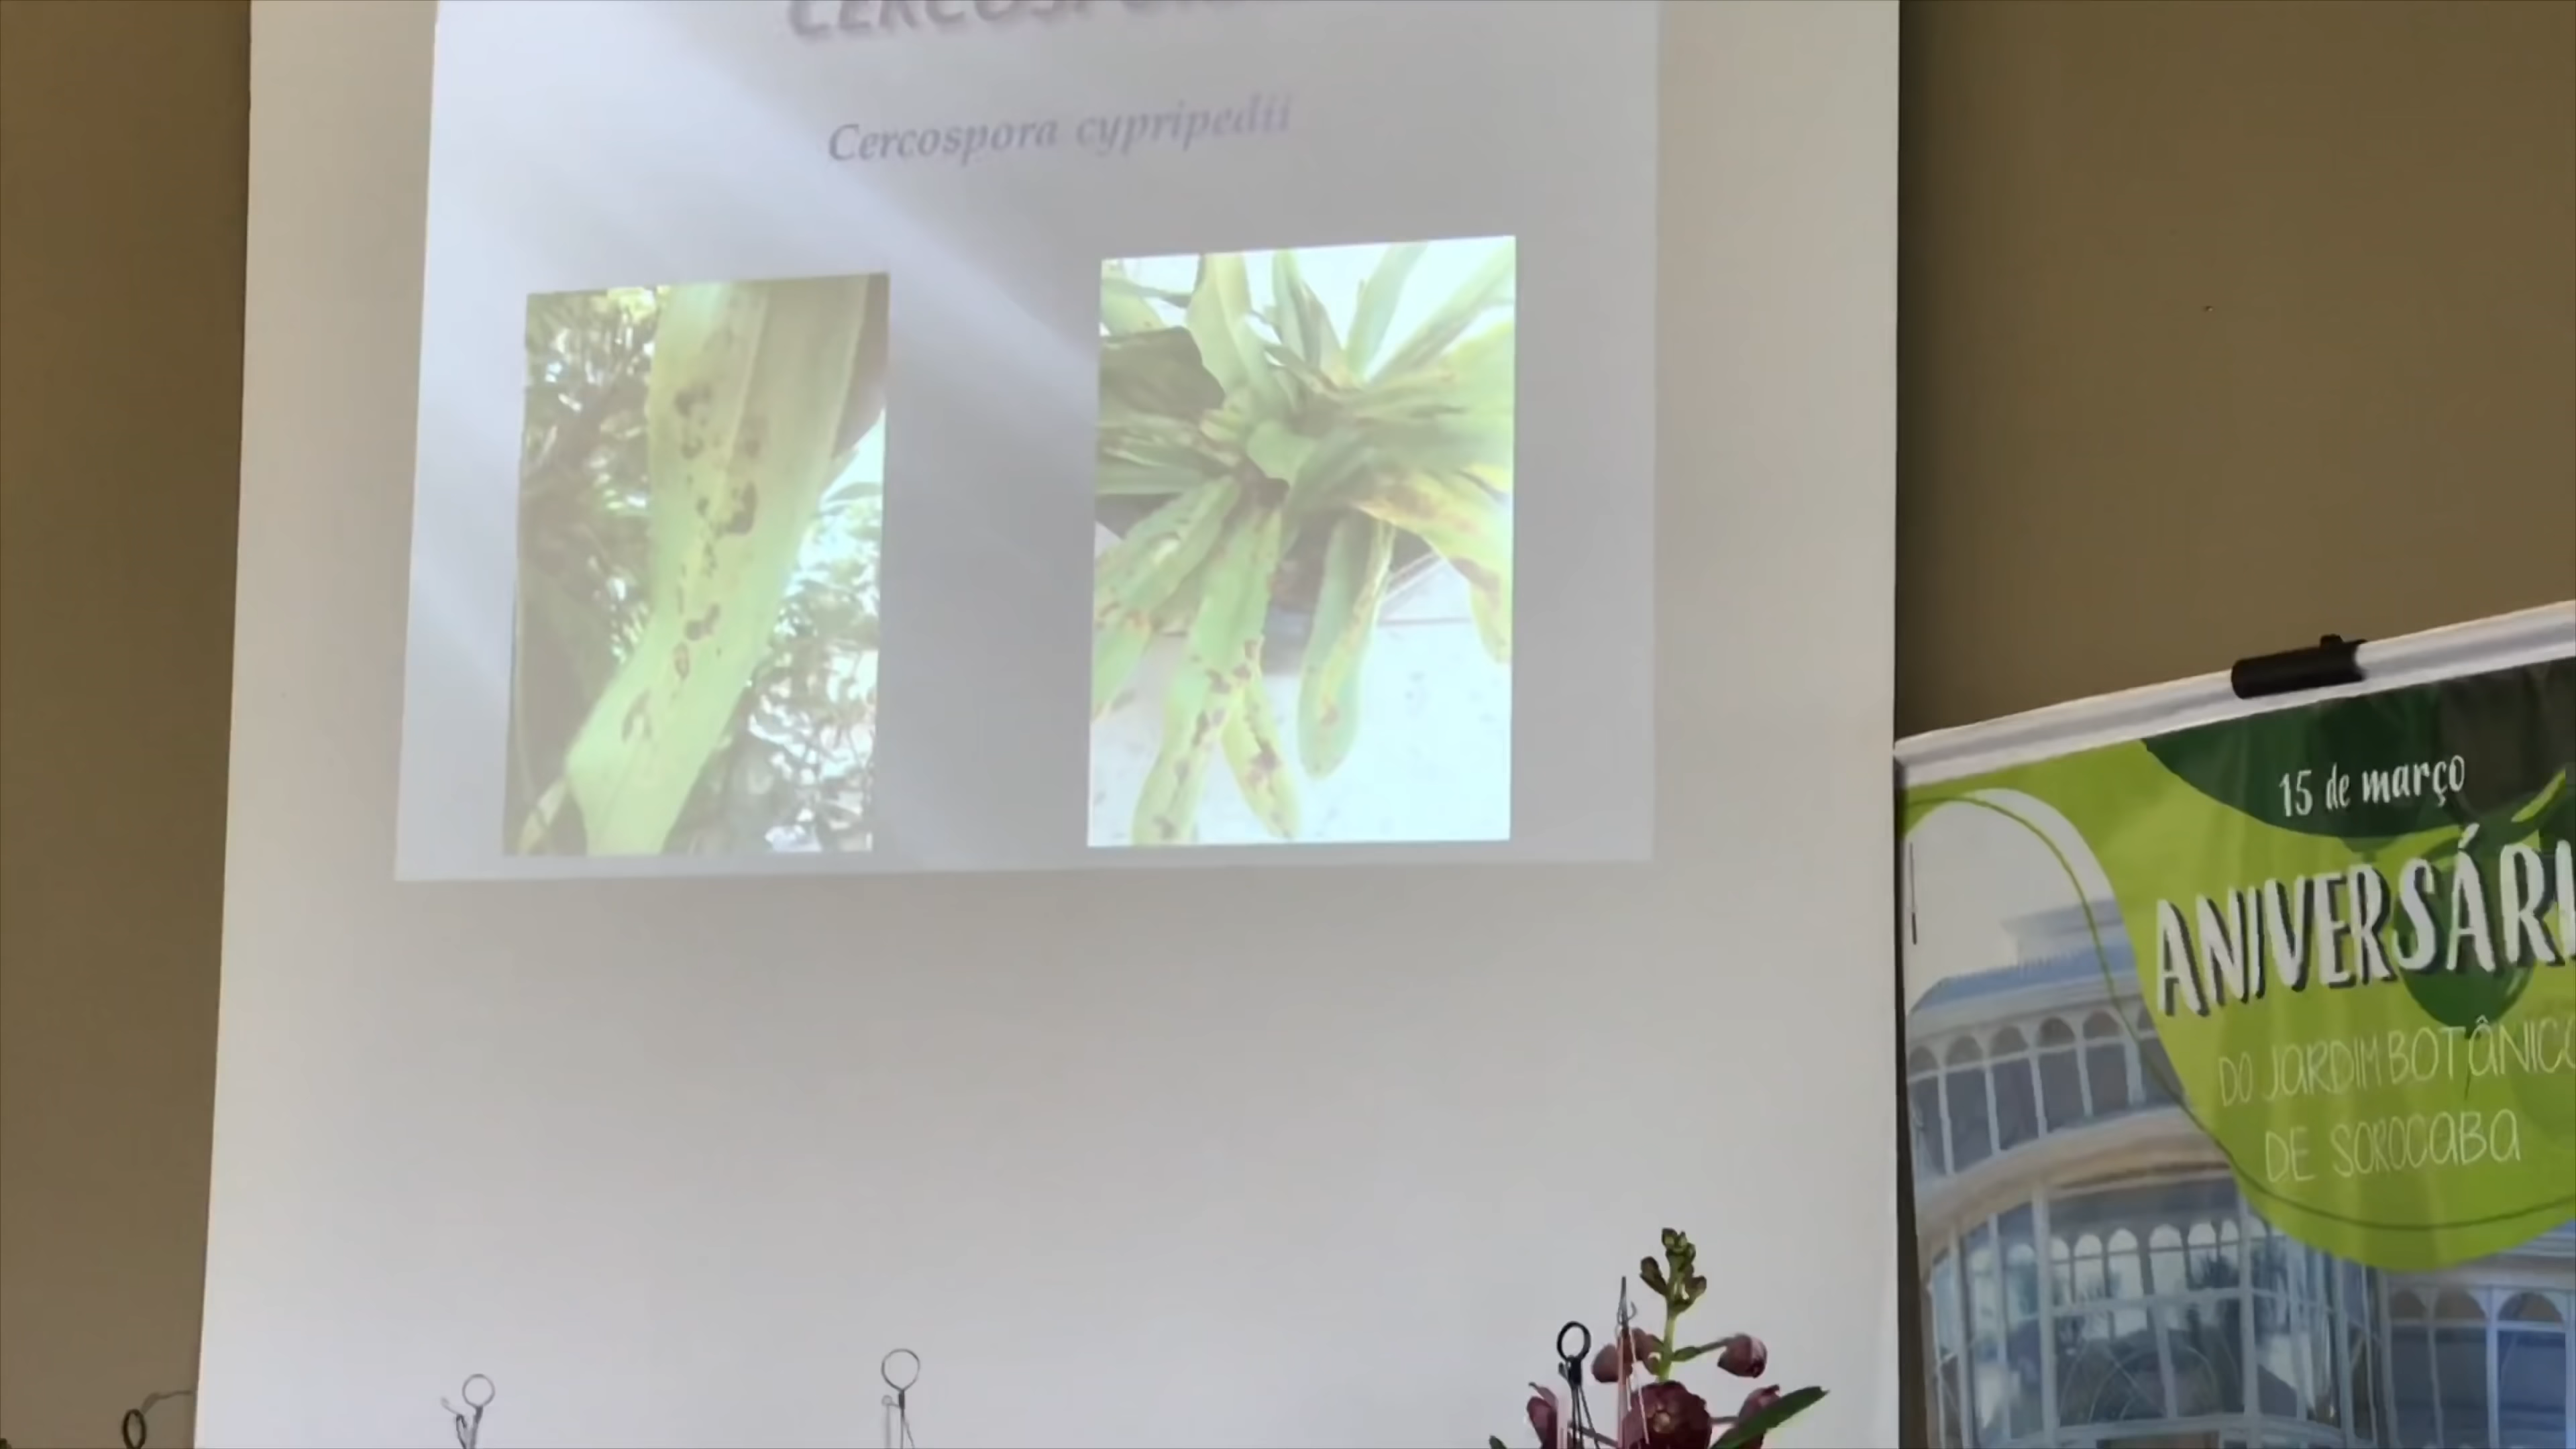 Cercospora cypripedii
15 de março
ANIVERSÁRI
DO JARDIM BOTÂNICO
DE SOROCABA